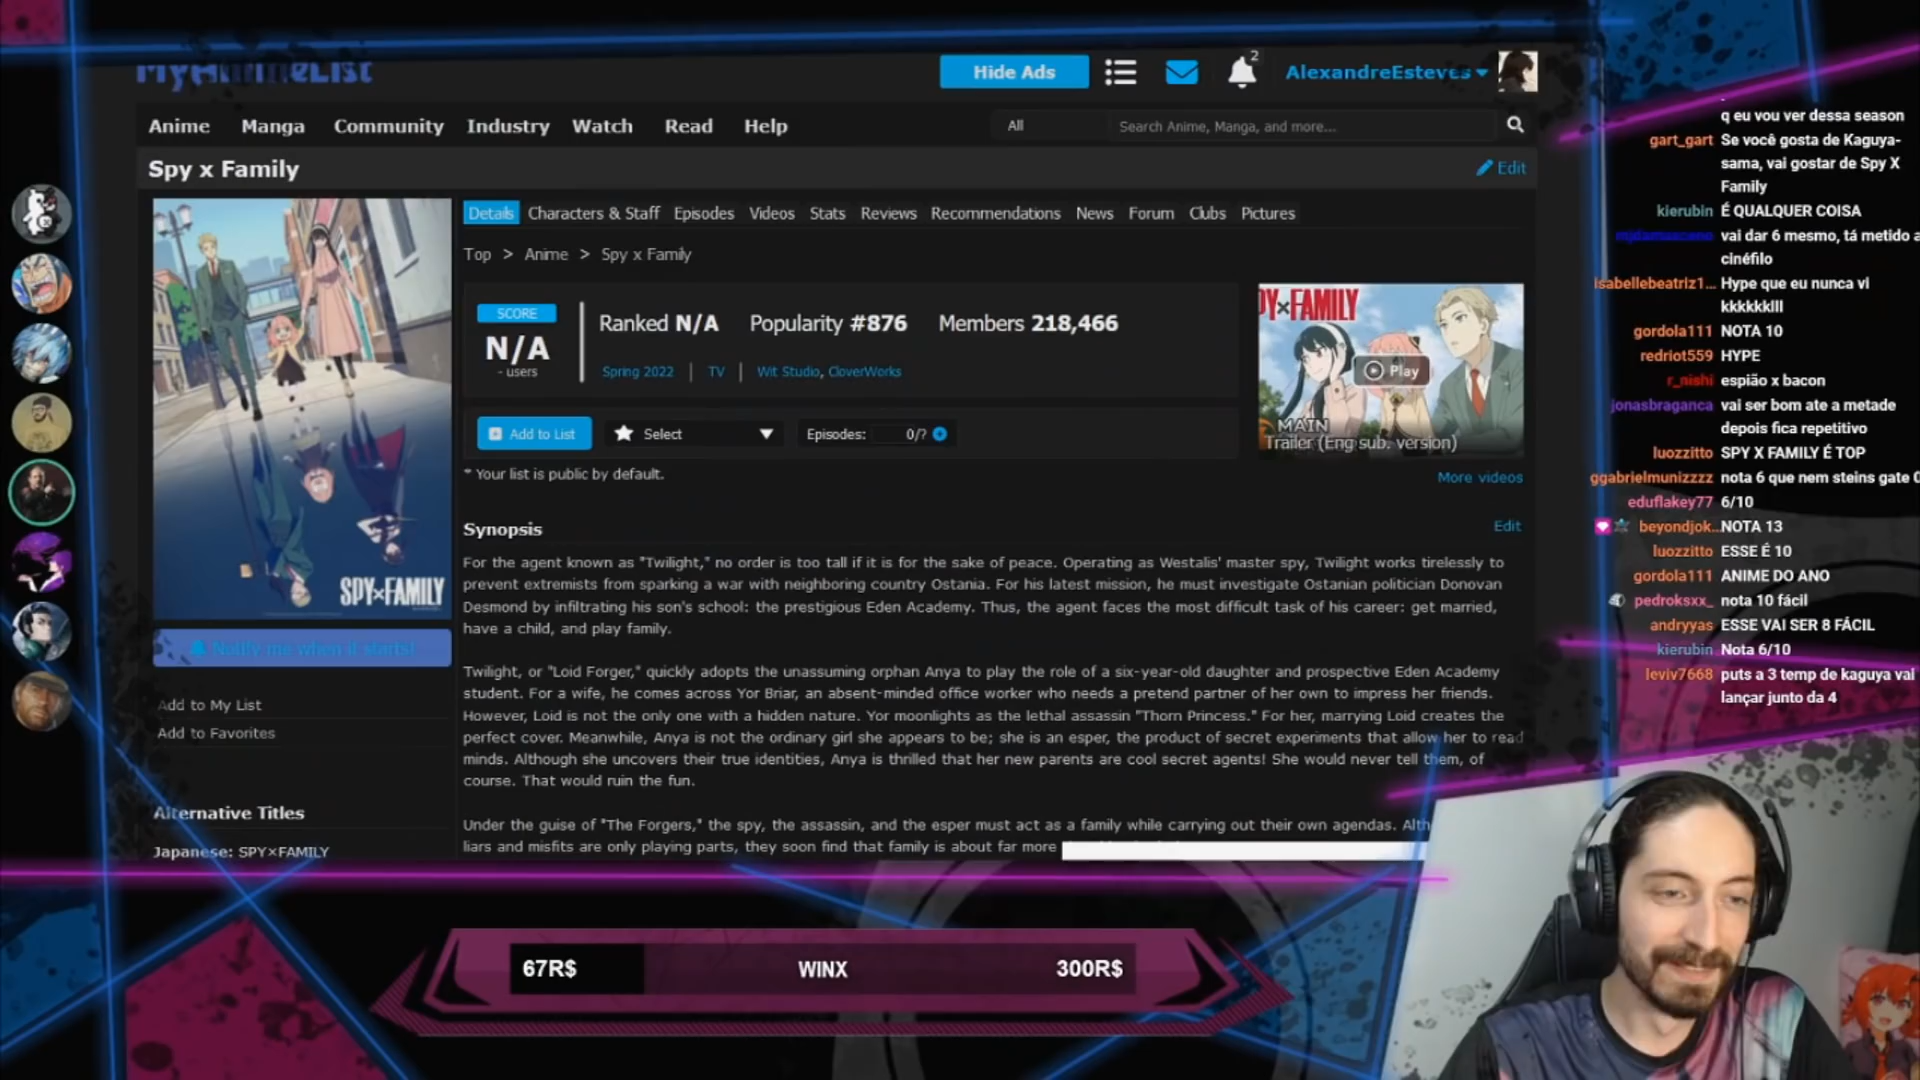 MyAnimeList
Hide Ads
2
AlexandreEsteves
Anime Manga Community Industry Watch Read Help
All
Search Anime, Manga, and more...
Spy x Family
Edit
SPY×FAMILY
Notify me when it starts!
Add to My List
Add to Favorites
Alternative Titles
Japanese: SPY×FAMILY
Details Characters & Staff Episodes Videos Stats Reviews Recommendations News Forum Clubs Pictures
Top > Anime > Spy x Family
SCORE
N/A
- users
Ranked N/A Popularity #876 Members 218,466
Spring 2022 | TV | Wit Studio, CloverWorks
Add to List
Select
Episodes: 0/?
* Your list is public by default.
PY×FAMILY
Play
MAIN
Trailer (Eng sub. version)
More videos
Synopsis
Edit
For the agent known as "Twilight," no order is too tall if it is for the sake of peace. Operating as Westalis' master spy, Twilight works tirelessly to
prevent extremists from sparking a war with neighboring country Ostania. For his latest mission, he must investigate Ostanian politician Donovan
Desmond by infiltrating his son's school: the prestigious Eden Academy. Thus, the agent faces the most difficult task of his career: get married,
have a child, and play family.
Twilight, or "Loid Forger," quickly adopts the unassuming orphan Anya to play the role of a six-year-old daughter and prospective Eden Academy
student. For a wife, he comes across Yor Briar, an absent-minded office worker who needs a pretend partner of her own to impress her friends.
However, Loid is not the only one with a hidden nature. Yor moonlights as the lethal assassin "Thorn Princess." For her, marrying Loid creates the
perfect cover. Meanwhile, Anya is not the ordinary girl she appears to be; she is an esper, the product of secret experiments that allow her to read
minds. Although she uncovers their true identities, Anya is thrilled that her new parents are cool secret agents! She would never tell them, of
course. That would ruin the fun.
Under the guise of "The Forgers," the spy, the assassin, and the esper must act as a family while carrying out their own agendas. Alth
liars and misfits are only playing parts, they soon find that family is about far more
q eu vou ver dessa season
gart_gart Se você gosta de Kaguya-
sama, vai gostar de Spy X
Family
kierubin É QUALQUER COISA
mjdamasceno vai dar 6 mesmo, tá metido a
cinéfilo
isabellebeatriz1... Hype que eu nunca vl
kkkkkklll
gordola111 NOTA 10
redriot559 HYPE
r_nishi espião x bacon
jonasbraganca vai ser bom ate a metade
depois fica repetitivo
luozzitto SPY X FAMILY É TOP
ggabrielmunizzzz nota 6 que nem steins gate 0
eduflakey77 6/10
beyondjok... NOTA 13
luozzitto ESSE É 10
gordola111 ANIME DO ANO
pedroksxx_ nota 10 fácil
andryyas ESSE VAI SER 8 FÁCIL
kierubin Nota 6/10
leviv7668 puts a 3 temp de kaguya vai
lançar junto da 4
67R$ WINX 300R$